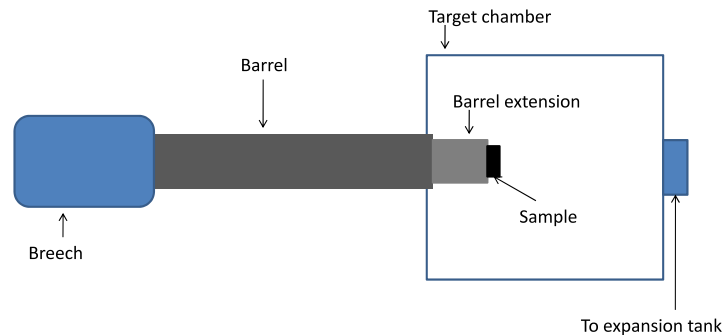 Target chamber
Barrel
Barrel extension
Sample
Breech
To expansion tank